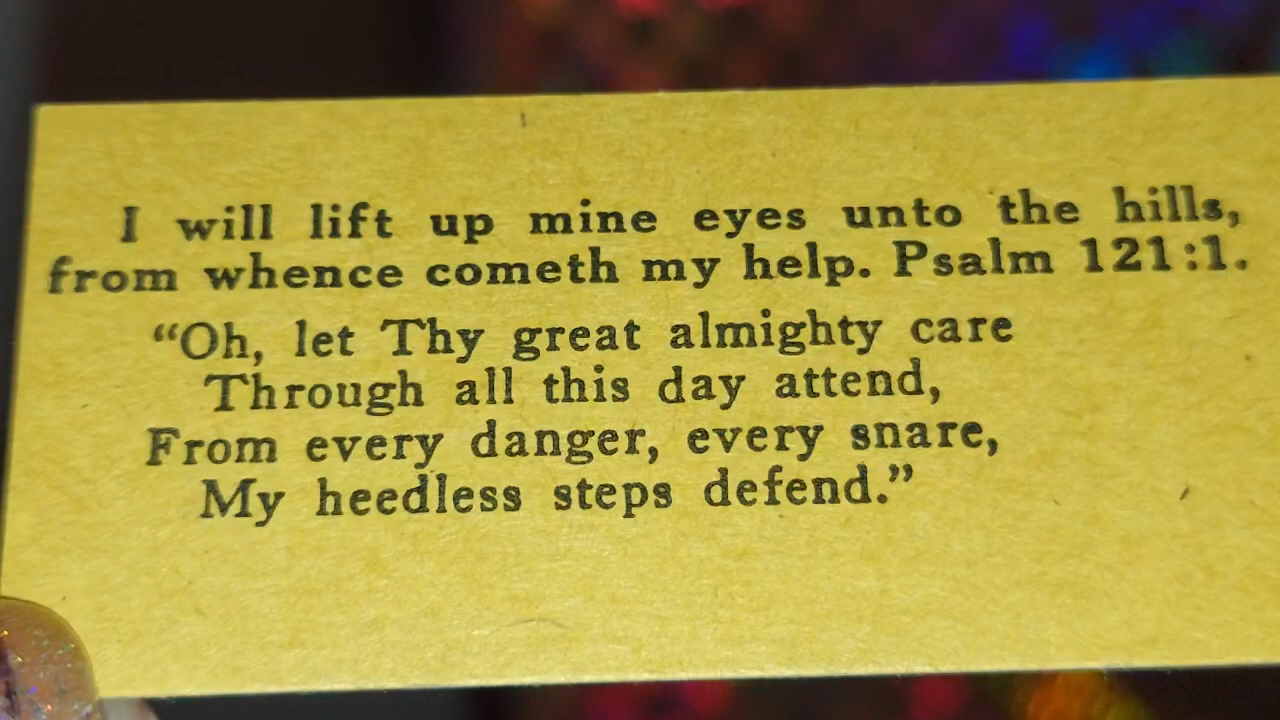 I will lift up mine eyes unto the hills,
from whence cometh my help. Psalm 121:1.
“Oh, let Thy great almighty care
Through all this day attend,
From every danger, every snare,
My heedless steps defend.”